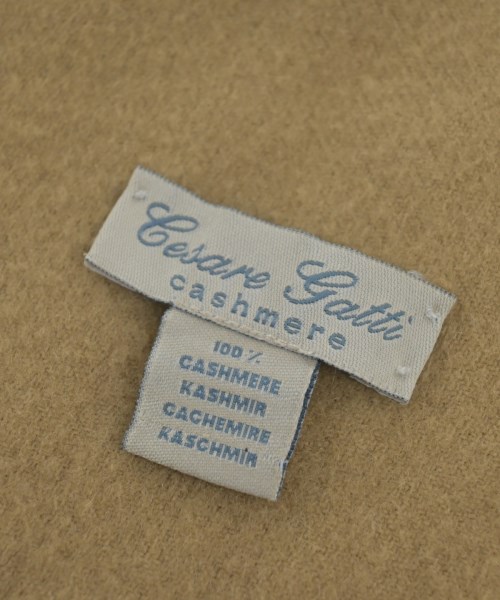 Cesare Gatti
cashmere
100 %
CASHMERE
KASHMIR
CACHEMIRE
KASCHMIR